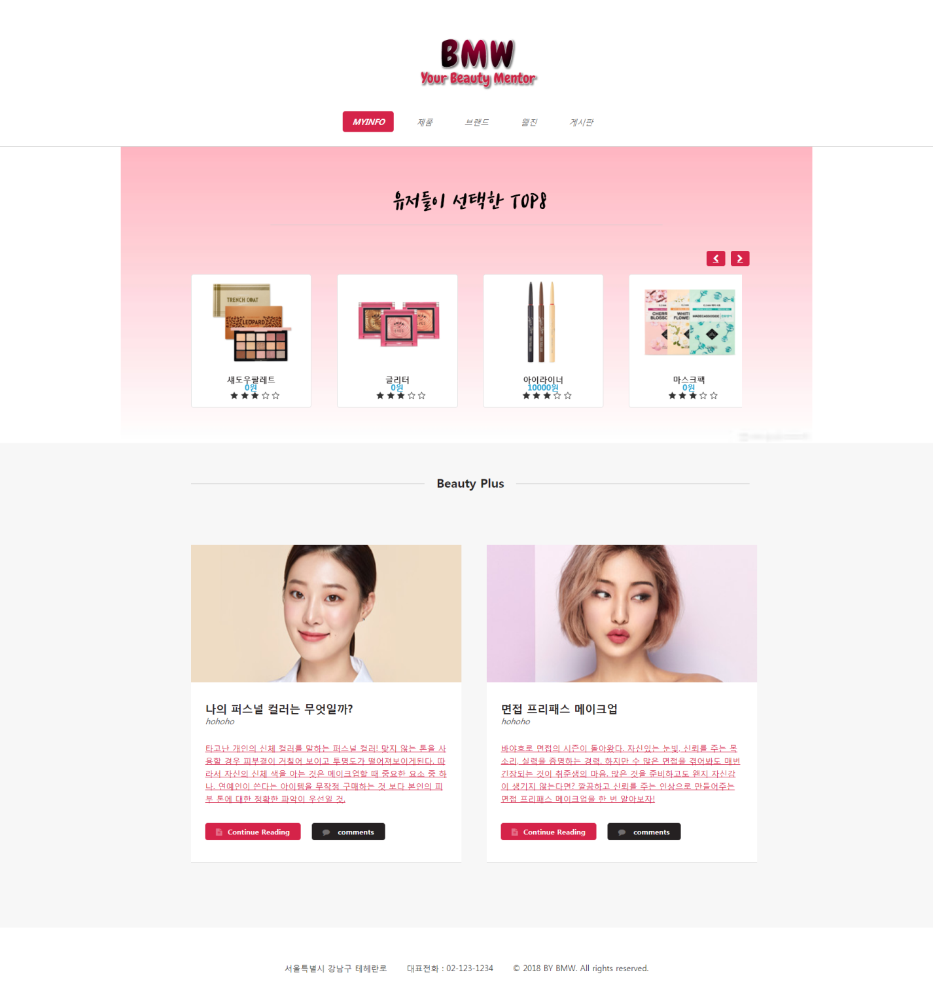 BMW
Your Beauty Mentor
MYINFO 제품 브랜드 웹진 게시판
유저들이 선택한 TOP8
TRENCH COAT
LEOPARD
EYES
CHERRY
BLOSSO
WHIT
FLOWE
MADECASSOSIDE
섀도우팔레트
0원
글리터
0원
아이라이너
10000원
마스크팩
0원
Beauty Plus
나의 퍼스널 컬러는 무엇일까?
hohoho
타고난 개인의 신체 컬러를 말하는 퍼스널 컬러! 맞지 않는 톤을 사
용할 경우 피부결이 거칠어 보이고 투명도가 떨어져보이게된다. 따
라서 자신의 신체 색을 아는 것은 메이크업할 때 중요한 요소 중 하
나. 연예인이 쓴다는 아이템을 무작정 구매하는 것 보다 본인의 피
부 톤에 대한 정확한 파악이 우선일 것.
Continue Reading comments
면접 프리패스 메이크업
hohoho
바야흐로 면접의 시즌이 돌아왔다. 자신있는 눈빛, 신뢰를 주는 목
소리, 실력을 증명하는 경력. 하지만 수 많은 면접을 겪어봐도 매번
긴장되는 것이 취준생의 마음. 많은 것을 준비하고도 왠지 자신감
이 생기지 않는다면? 깔끔하고 신뢰를 주는 인상으로 만들어주는
면접 프리패스 메이크업을 한 번 알아보자!
Continue Reading comments
서울특별시 강남구 테헤란로 대표전화 : 02-123-1234 © 2018 BY BMW. All rights reserved.